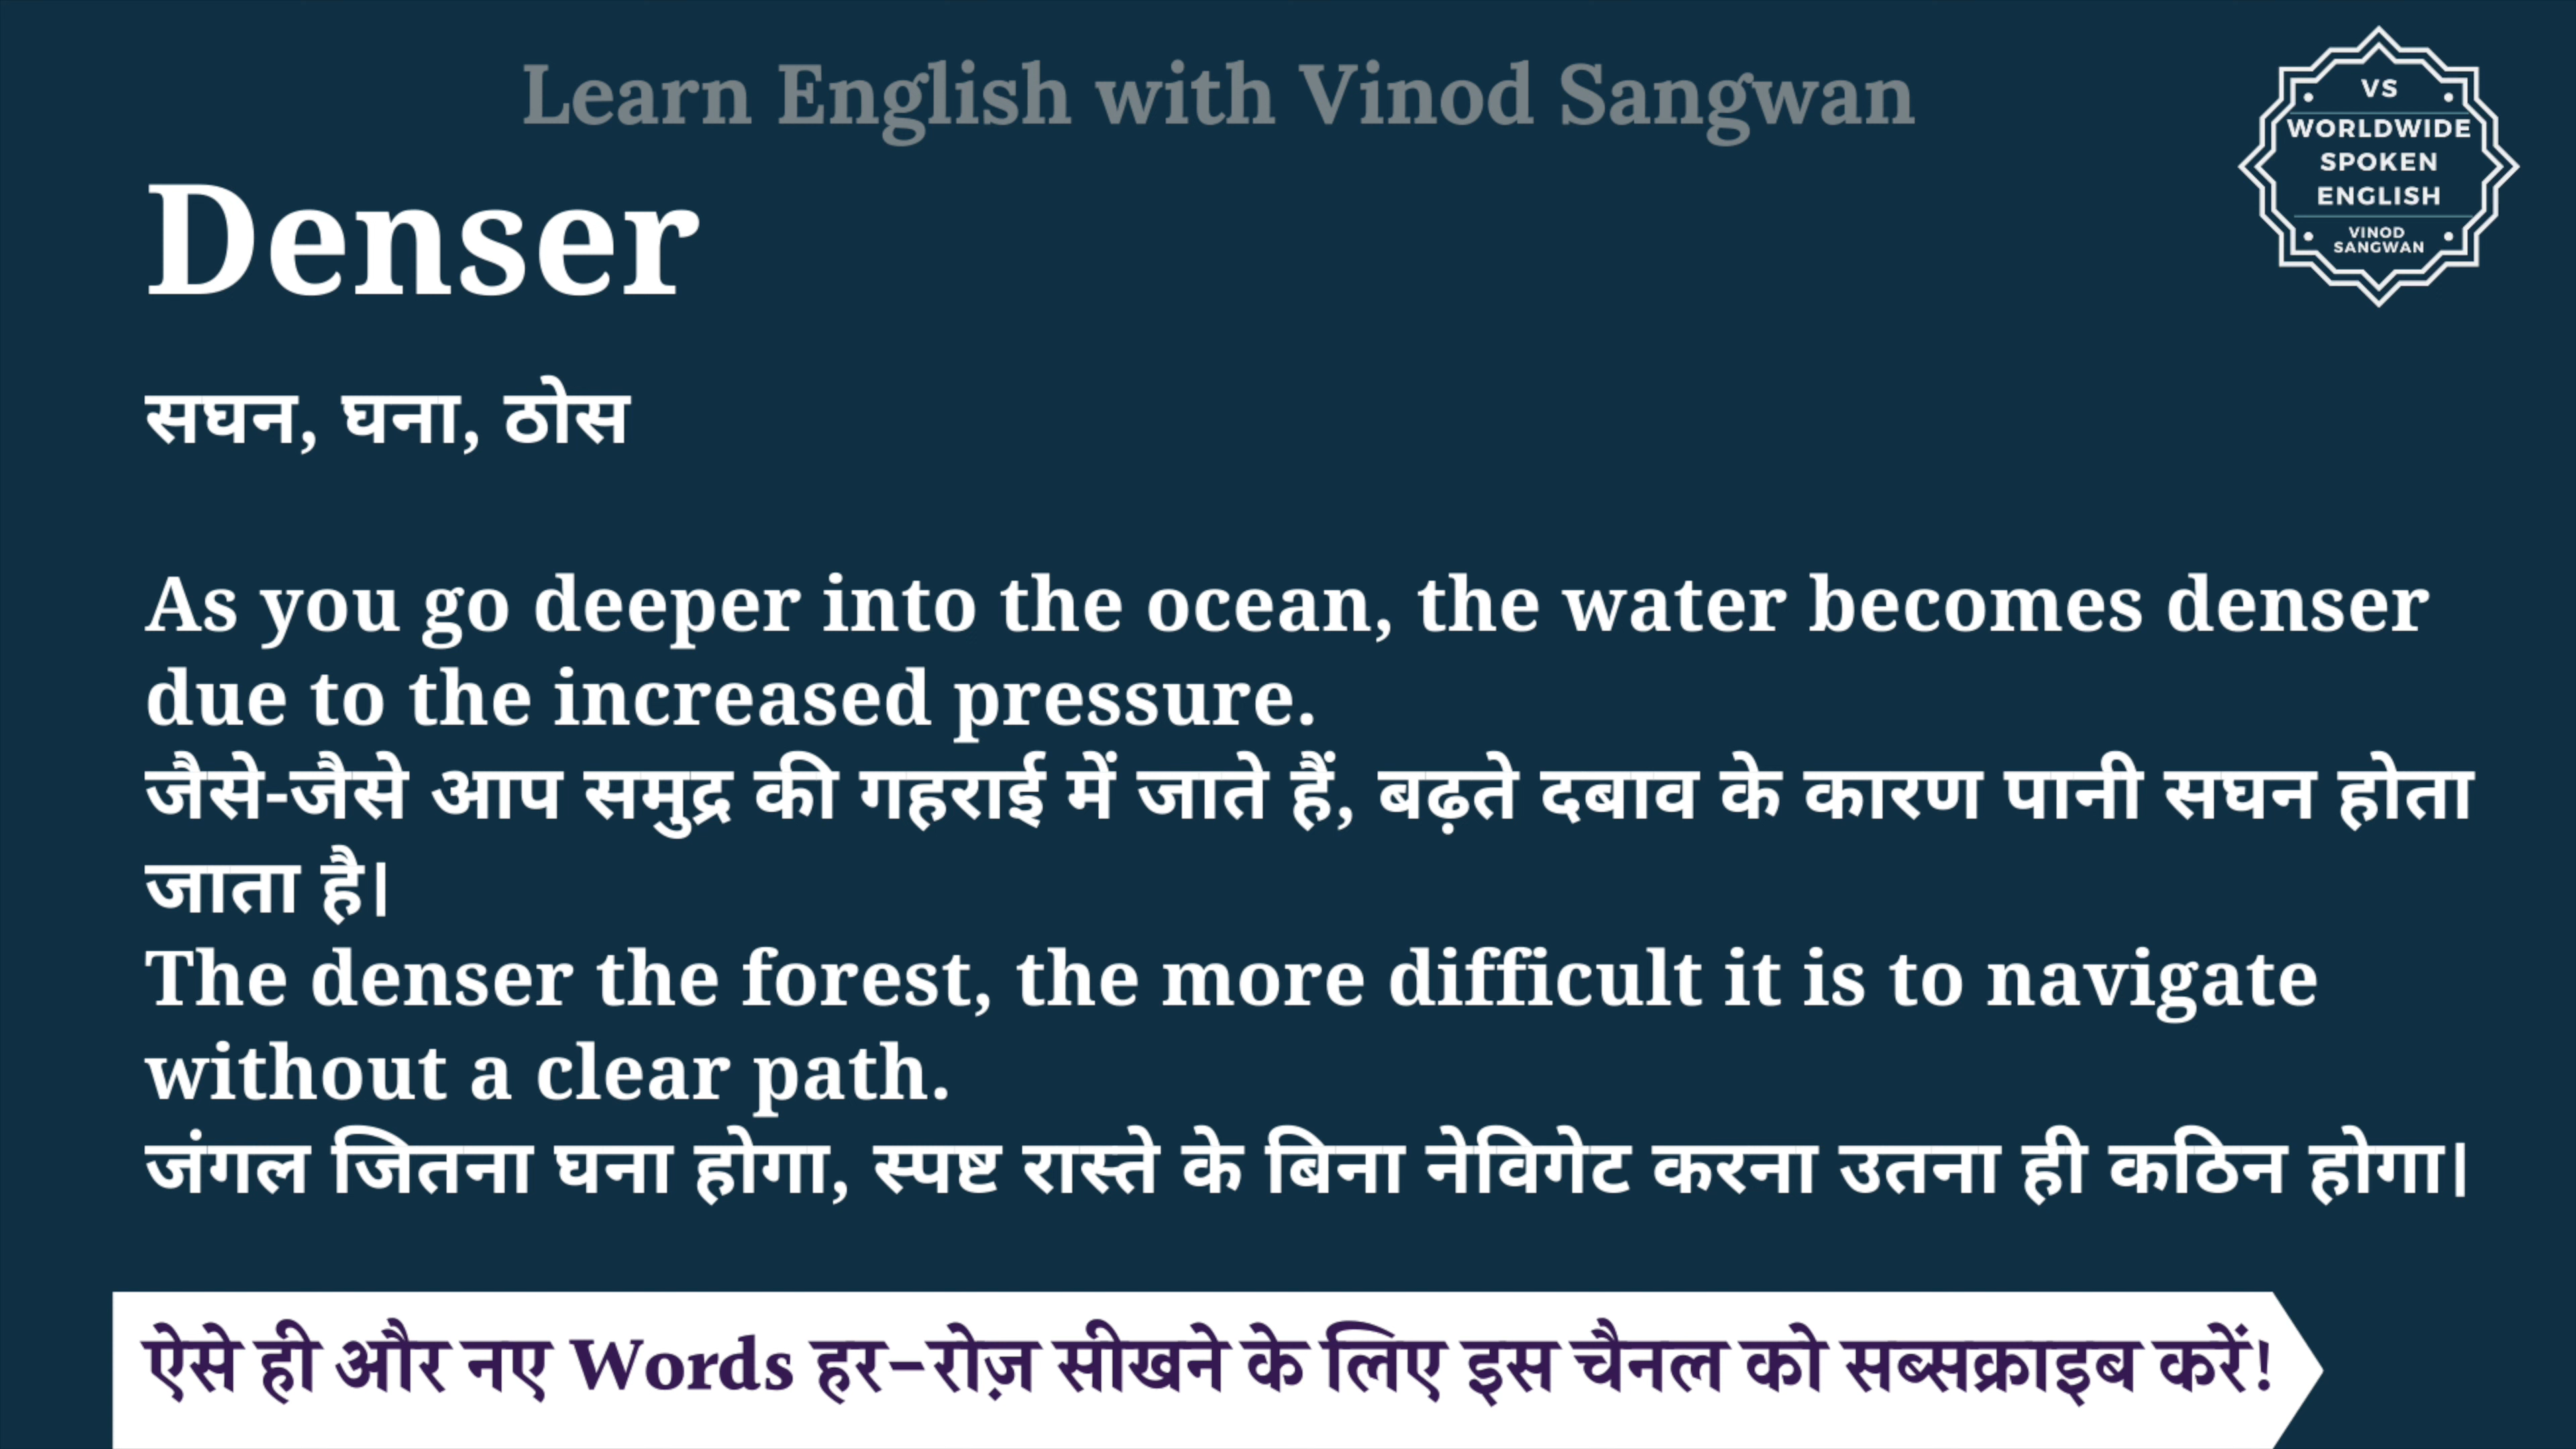 Learn English with Vinod Sangwan
VS
WORLDWIDE
SPOKEN
ENGLISH
VINOD
SANGWAN
Denser
सघन, घना, ठोस
As you go deeper into the ocean, the water becomes denser
due to the increased pressure.
जैसे-जैसे आप समुद्र की गहराई में जाते हैं, बढ़ते दबाव के कारण पानी सघन होता
जाता है।
The denser the forest, the more difficult it is to navigate
without a clear path.
जंगल जितना घना होगा, स्पष्ट रास्ते के बिना नेविगेट करना उतना ही कठिन होगा।
ऐसे ही और नए Words हर-रोज़ सीखने के लिए इस चैनल को सब्सक्राइब करें!